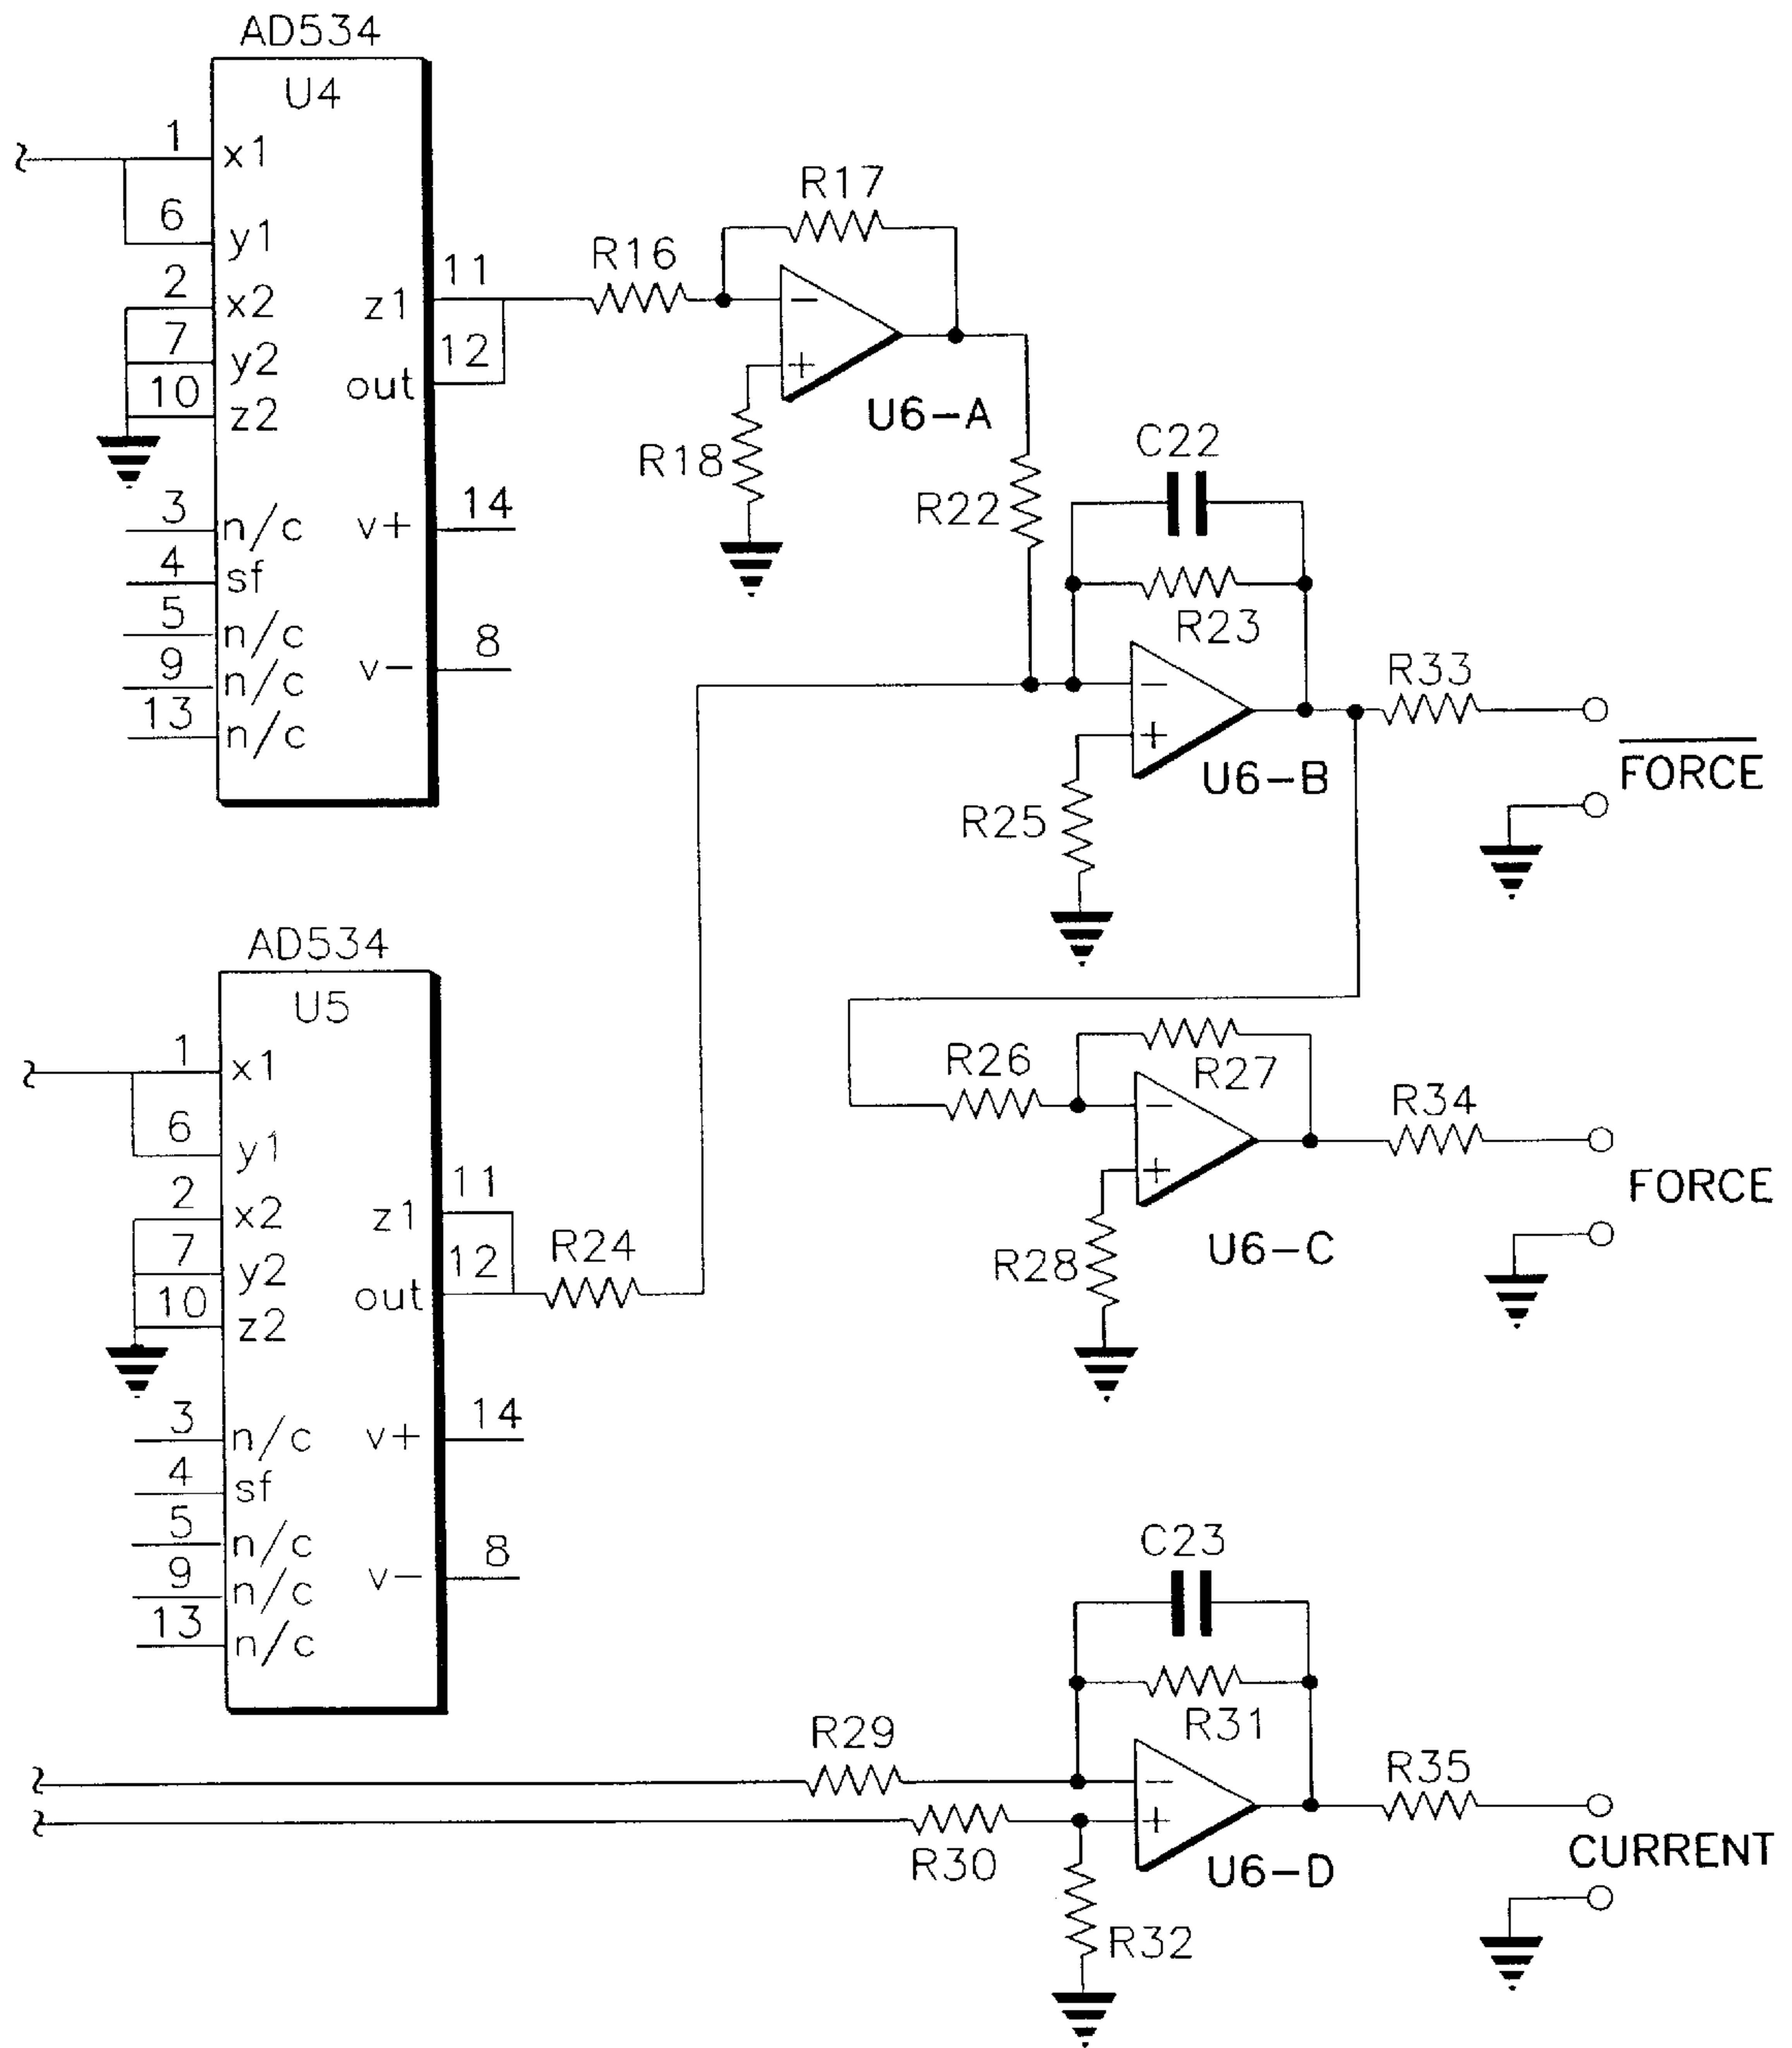 AD534
U4
1 x1
6 y1
2 x2
7 y2
10 z2
3 n/c
4 sf
5 n/c
9 n/c
13 n/c
z1 11
out 12
v+ 14
v- 8
R16
R17
R18
- +
U6-A
R22
C22
R23
- +
U6-B
R25
R33
FORCE
AD534
U5
1 x1
6 y1
2 x2
7 y2
10 z2
3 n/c
4 sf
5 n/c
9 n/c
13 n/c
z1 11
out 12
v+ 14
v- 8
R24
R26
R27
- +
U6-C
R28
R34
FORCE
C23
R31
R29
R30
- +
U6-D
R32
R35
CURRENT